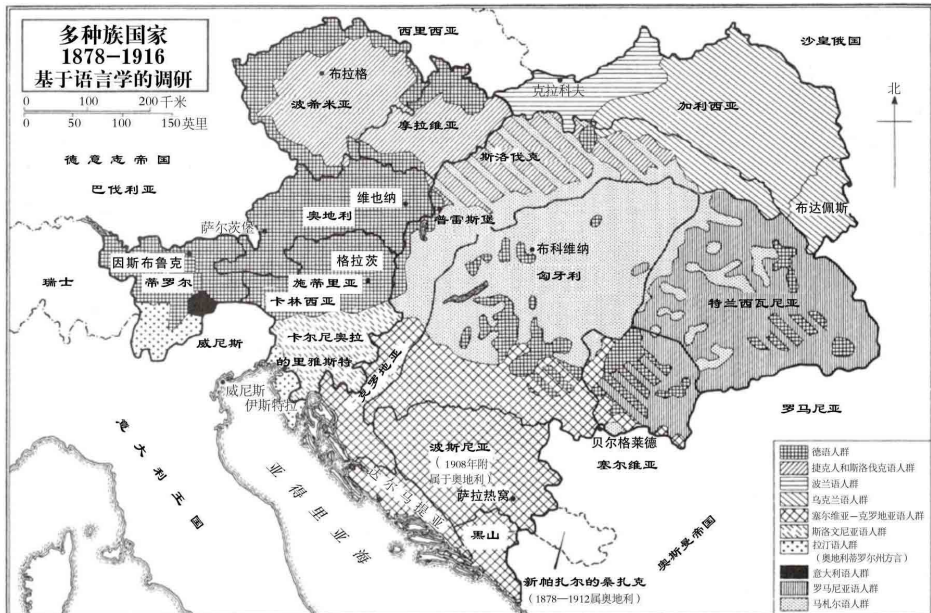 多种族国家
1878–1916
基于语言学的调研
0 100 200 千米
0 50 100 150 英里
西里西亚
沙皇俄国
北
布拉格
波希米亚
克拉科夫
加利西亚
摩拉维亚
斯洛伐克
德意志帝国
巴伐利亚
维也纳
奥地利
普雷斯堡
布达佩斯
萨尔茨堡
布科维纳
匈牙利
因斯布鲁克
格拉茨
瑞士
蒂罗尔
施蒂里亚
特兰西瓦尼亚
卡林西亚
威尼斯
卡尔尼奥拉
的里雅斯特
克罗地亚
威尼斯
伊斯特拉
罗马尼亚
贝尔格莱德
塞尔维亚
波斯尼亚
(1908年附
属于奥地利)
萨拉热窝
意大利王国
亚得里亚海
达尔马提亚
黑山
奥斯曼帝国
新帕扎尔的桑扎克
(1878—1912属奥地利)
德语人群
捷克人和斯洛伐克语人群
波兰语人群
乌克兰语人群
塞尔维亚—克罗地亚语人群
斯洛文尼亚语人群
拉汀语人群
(奥地利蒂罗尔州方言)
意大利语人群
罗马尼亚语人群
马札尔语人群